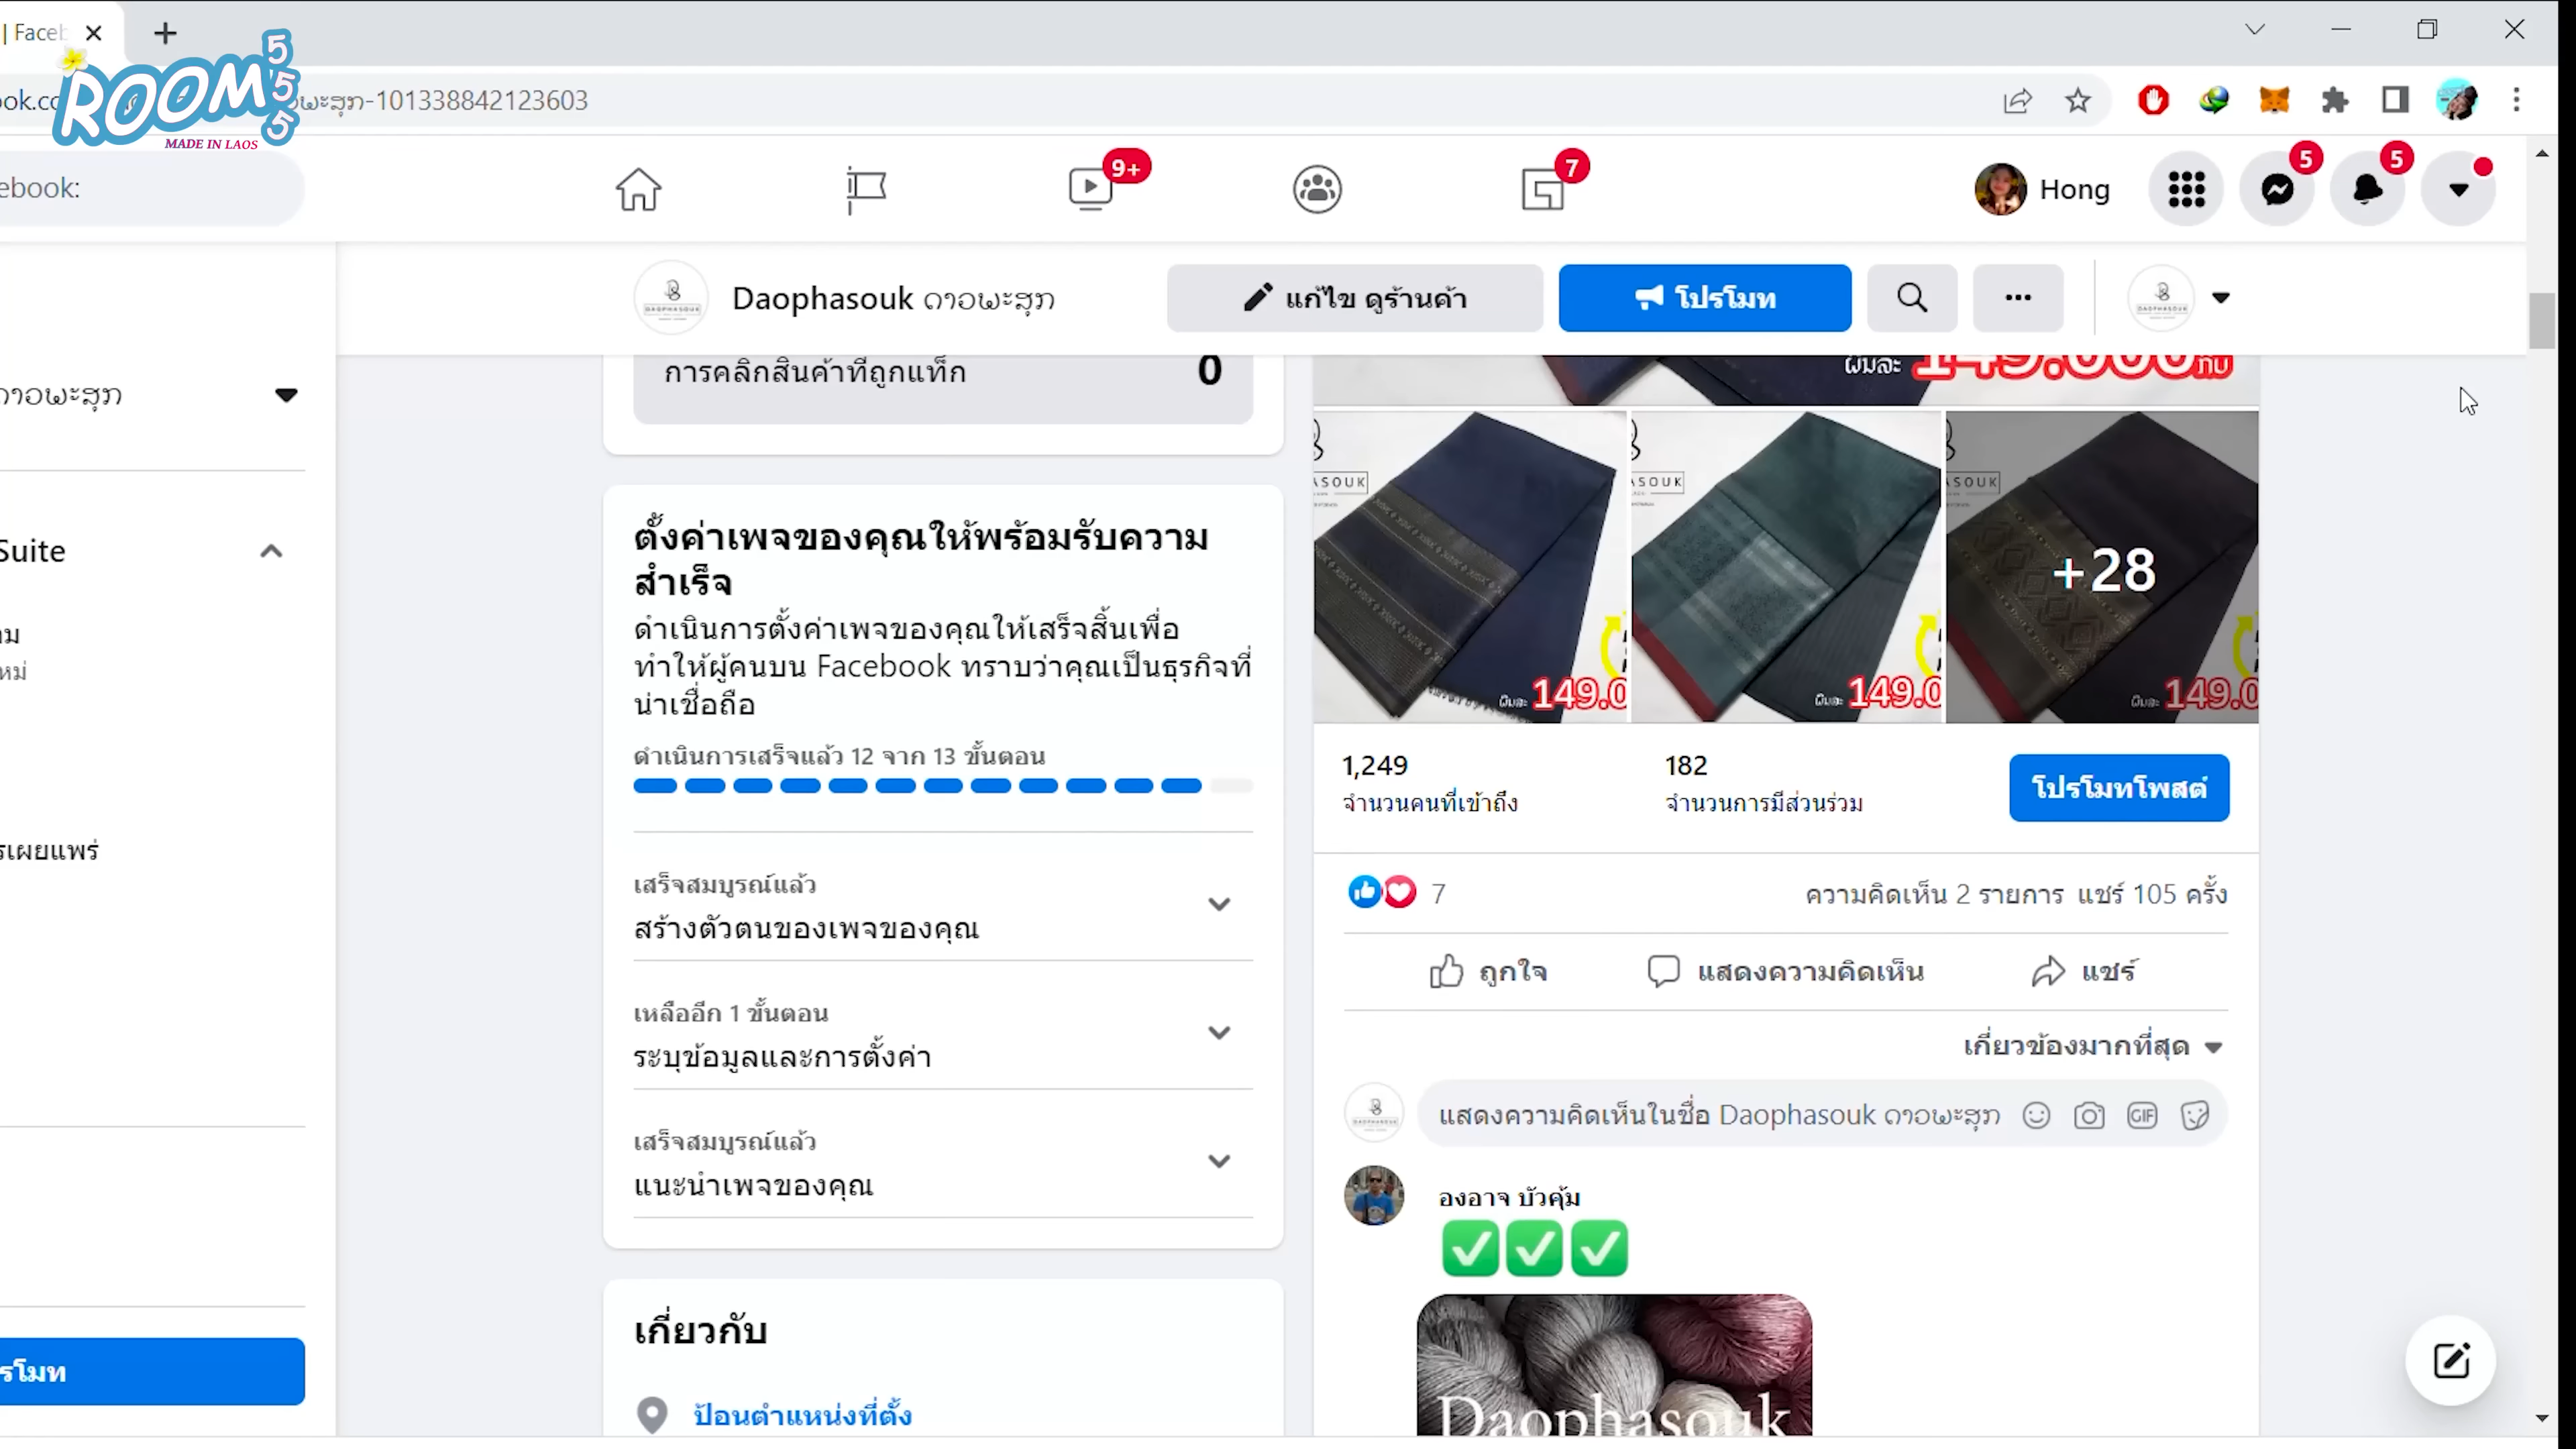 | Faceb
ROOM 555
MADE IN LAOS
ວພະສຸກ-101338842123603
ebook:
9+
7
Hong
5
5
Daophasouk ດາວພະສຸກ
แก้ไข ดูร้านค้า
โปรโมท
การคลิกสินค้าที่ถูกแท็ก
0
ผืนละ 149.000 กีบ
Suite
ตั้งค่าเพจของคุณให้พร้อมรับความ
สำเร็จ
ดำเนินการตั้งค่าเพจของคุณให้เสร็จสิ้นเพื่อ
ทำให้ผู้คนบน Facebook ทราบว่าคุณเป็นธุรกิจที่
น่าเชื่อถือ
ดำเนินการเสร็จแล้ว 12 จาก 13 ขั้นตอน
เสร็จสมบูรณ์แล้ว
สร้างตัวตนของเพจของคุณ
เหลืออีก 1 ขั้นตอน
ระบุข้อมูลและการตั้งค่า
เสร็จสมบูรณ์แล้ว
แนะนำเพจของคุณ
เกี่ยวกับ
ป้อนตำแหน่งที่ตั้ง
ASOUK
ASOUK
ASOUK
+28
149.0
149.0
149.0
1,249
จำนวนคนที่เข้าถึง
182
จำนวนการมีส่วนร่วม
โปรโมทโพสต์
7
ความคิดเห็น 2 รายการ แชร์ 105 ครั้ง
ถูกใจ
แสดงความคิดเห็น
แชร์
เกี่ยวข้องมากที่สุด
แสดงความคิดเห็นในชื่อ Daophasouk ດາວພະສຸກ
GIF
องอาจ บัวคุ้ม
Daophasouk